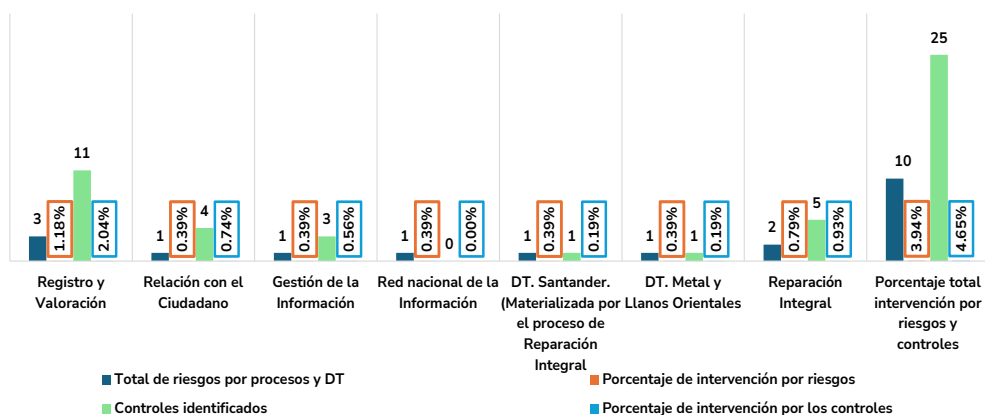 25
11
10
3
1.18%
2.04%
1
0.39%
4
0.74%
1
0.39%
3
0.56%
1
0.39%
0
0.00%
1
0.39%
1
0.19%
1
0.39%
1
0.19%
2
0.79%
5
0.93%
3.94%
4.65%
Registro y
Valoración
Relación con el
Ciudadano
Gestión de la
Información
Red nacional de la
Información
DT. Santander.
(Materializada por
el proceso de
Reparación
Integral
DT. Metal y
Llanos Orientales
Reparación
Integral
Porcentaje total
intervención por
riesgos y
controles
Total de riesgos por procesos y DT
Porcentaje de intervención por riesgos
Controles identificados
Porcentaje de intervención por los controles